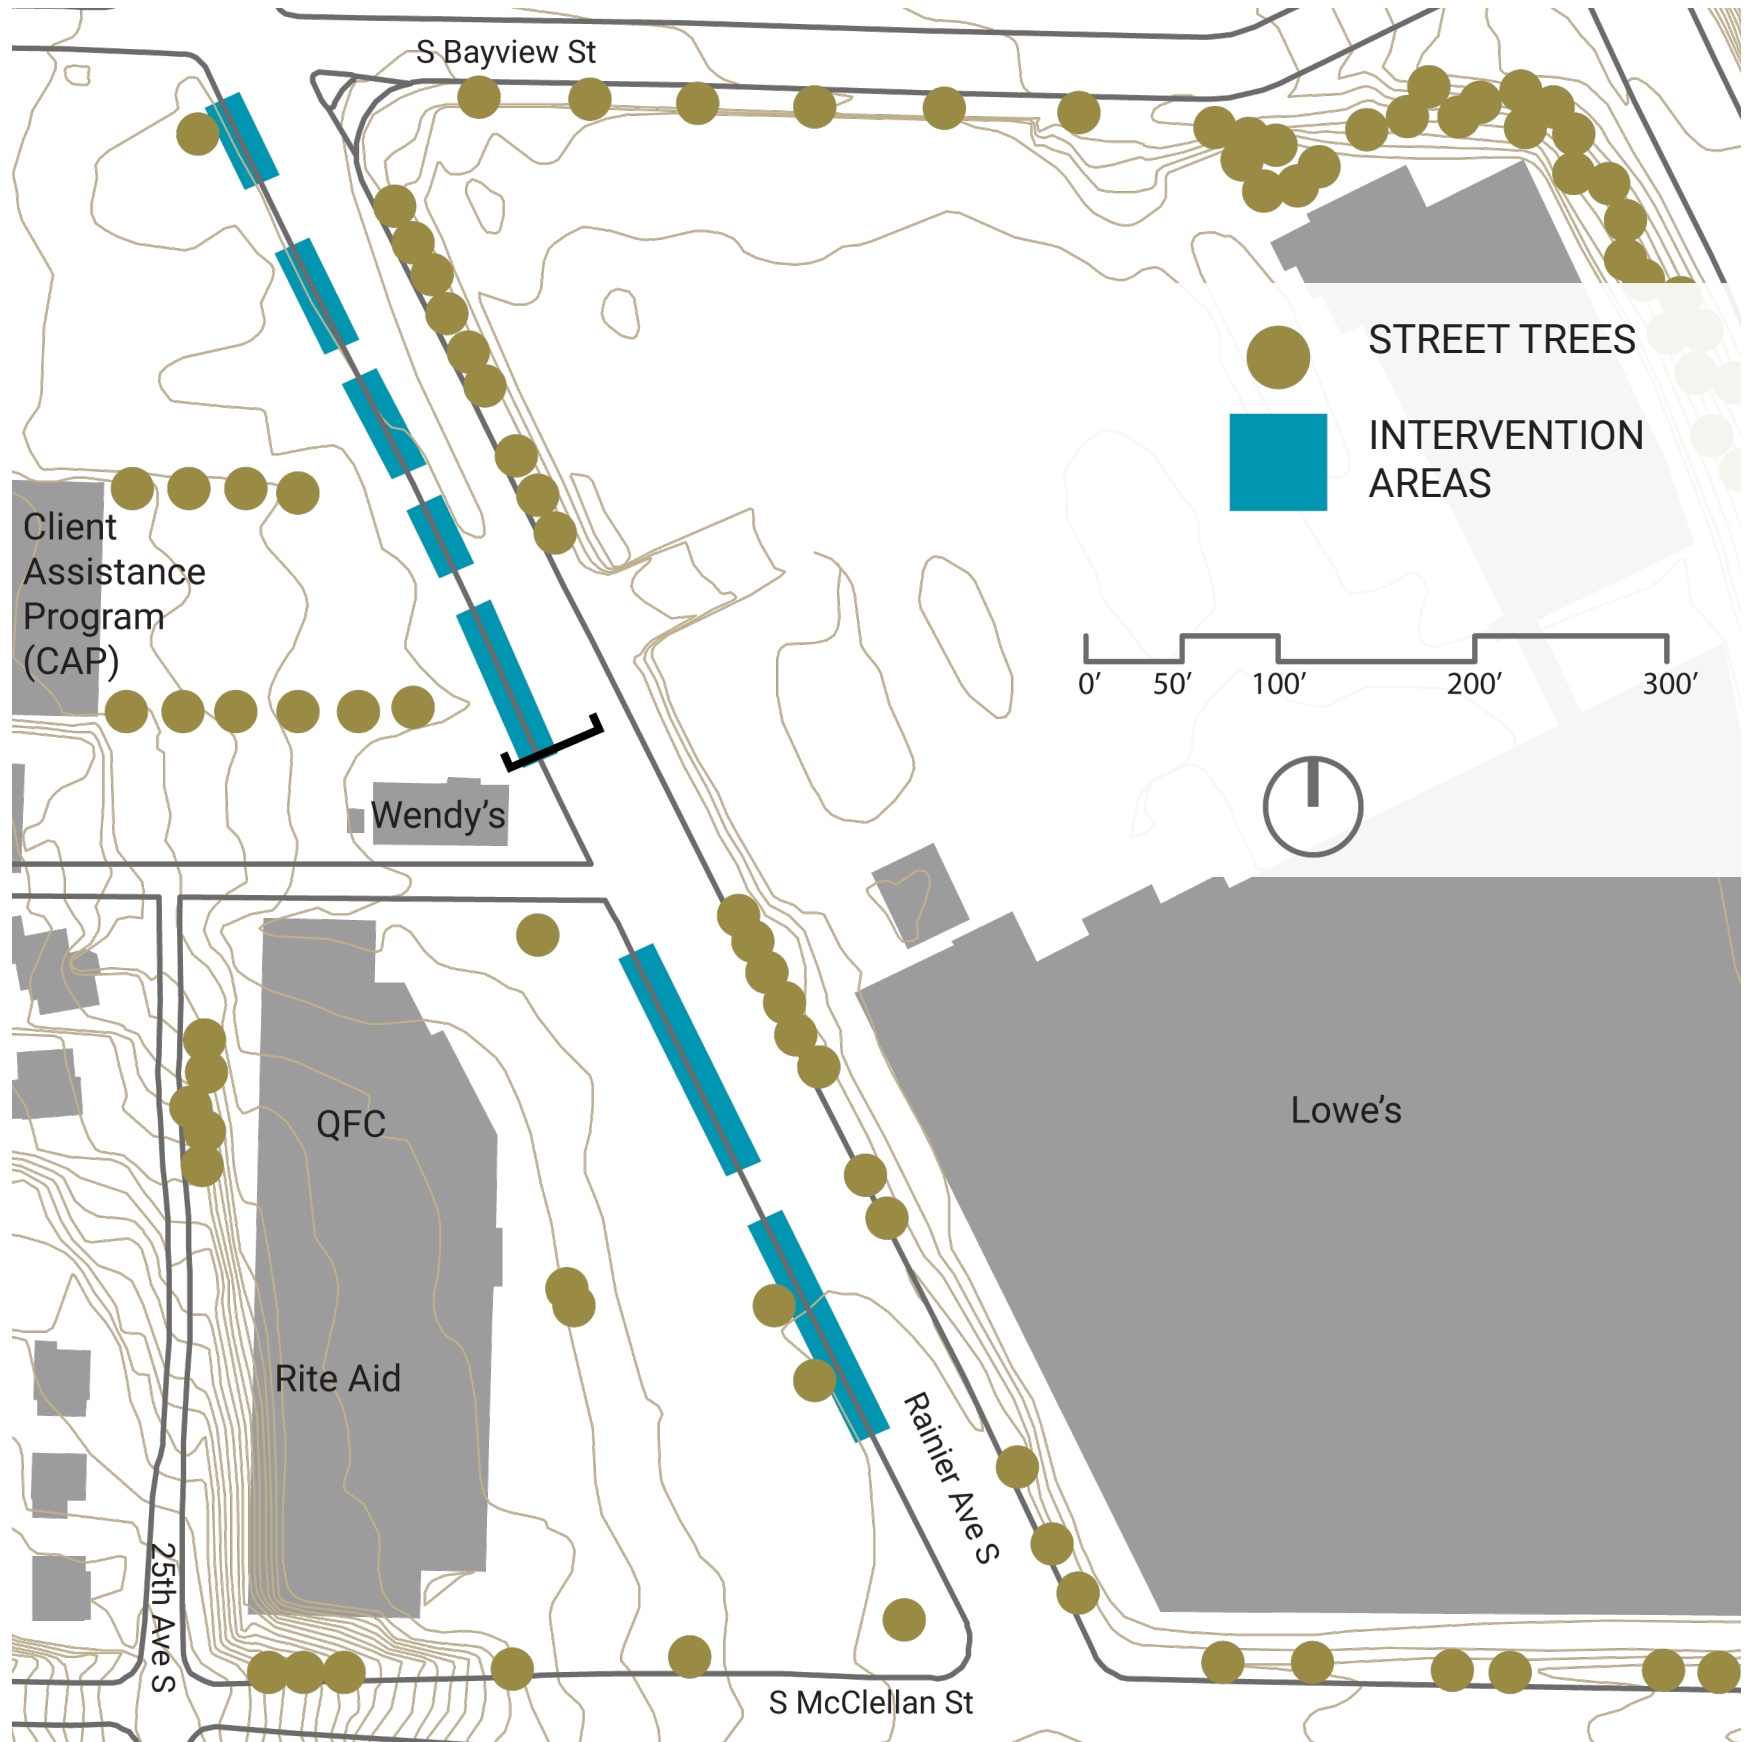 S Bayview St
STREET TREES
INTERVENTION
AREAS
Client
Assistance
Program
(CAP)
0’ 50’ 100’ 200’ 300’
Wendy’s
QFC
Lowe’s
Rite Aid
Rainier Ave S
25th Ave S
S McClellan St